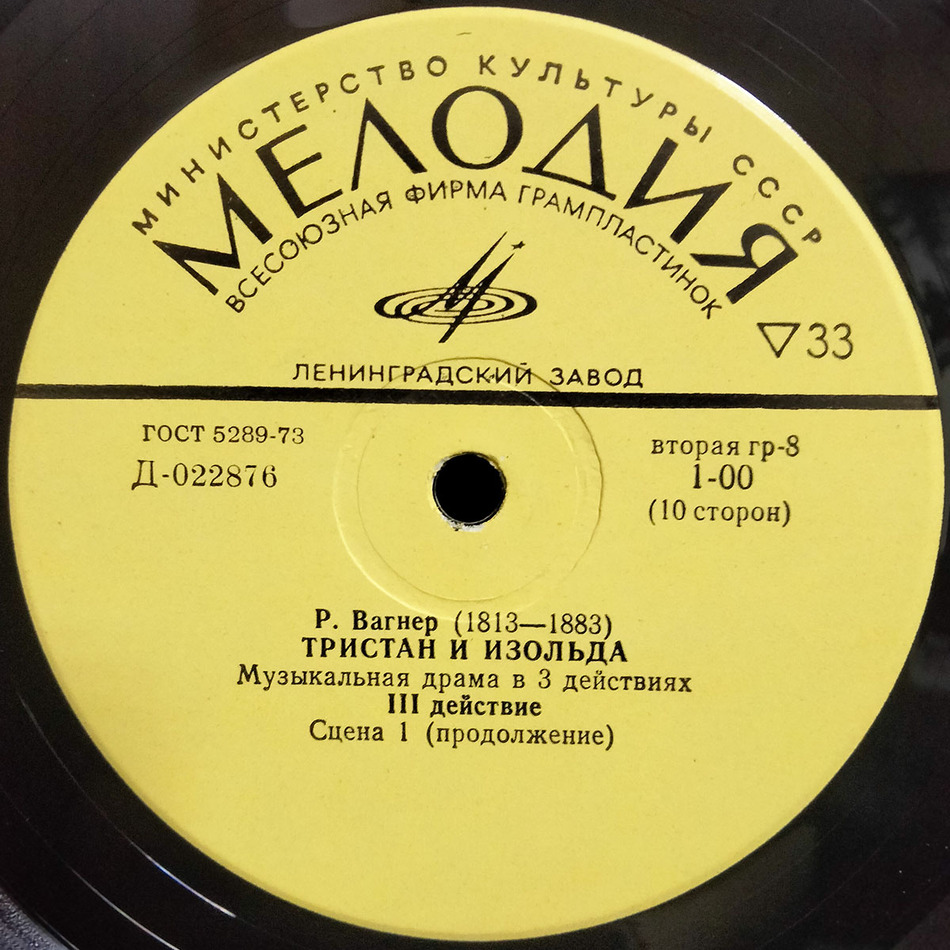 МИНИСТЕРСТВО КУЛЬТУРЫ СССР
МЕЛОДИЯ
ВСЕСОЮЗНАЯ ФИРМА ГРАМПЛАСТИНОК
▽33
ЛЕНИНГРАДСКИЙ ЗАВОД
ГОСТ 5289-73
Д-022876
вторая гр-8
1-00
(10 сторон)
Р. Вагнер (1813—1883)
ТРИСТАН И ИЗОЛЬДА
Музыкальная драма в 3 действиях
III действие
Сцена 1 (продолжение)